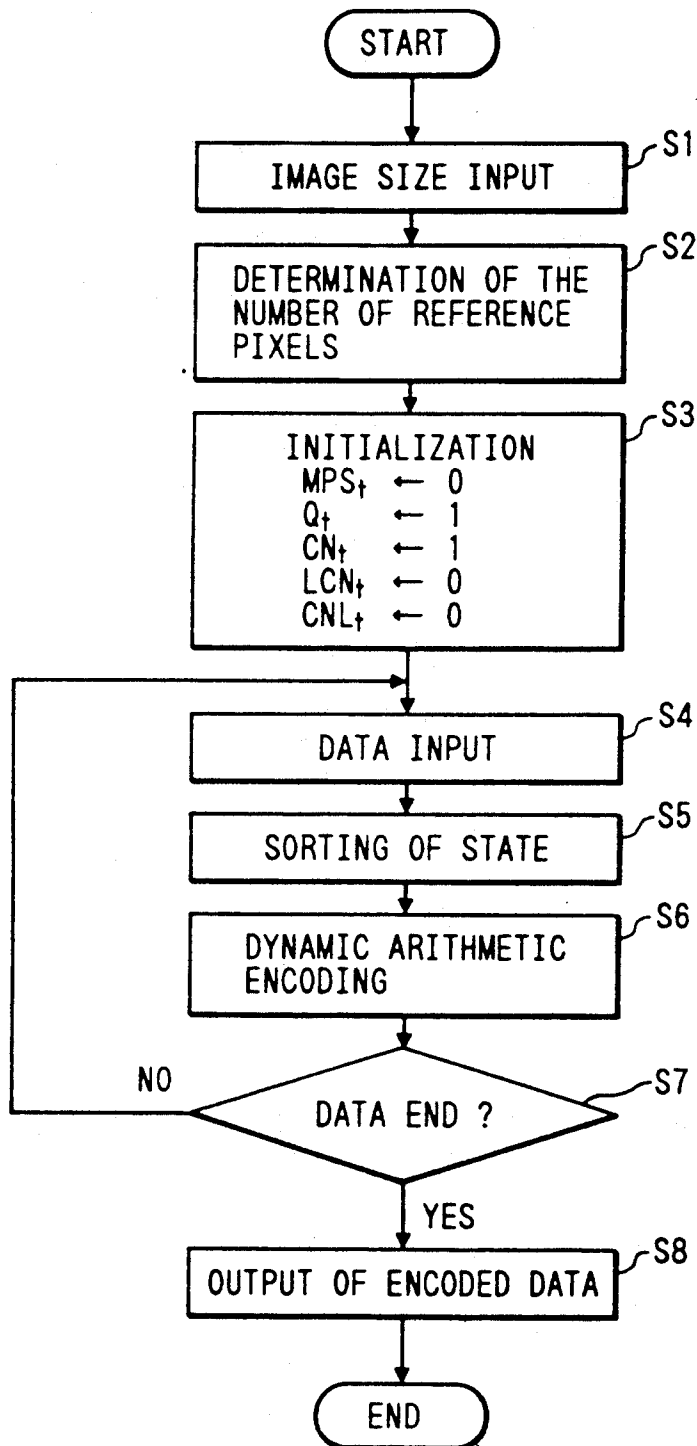 START
S1
IMAGE SIZE INPUT
S2
DETERMINATION OF THE
NUMBER OF REFERENCE
PIXELS
S3
INITIALIZATION
MPSt ← 0
Qt ← 1
CNt ← 1
LCNt ← 0
CNLt ← 0
S4
DATA INPUT
S5
SORTING OF STATE
S6
DYNAMIC ARITHMETIC
ENCODING
NO
S7
DATA END ?
YES
S8
OUTPUT OF ENCODED DATA
END